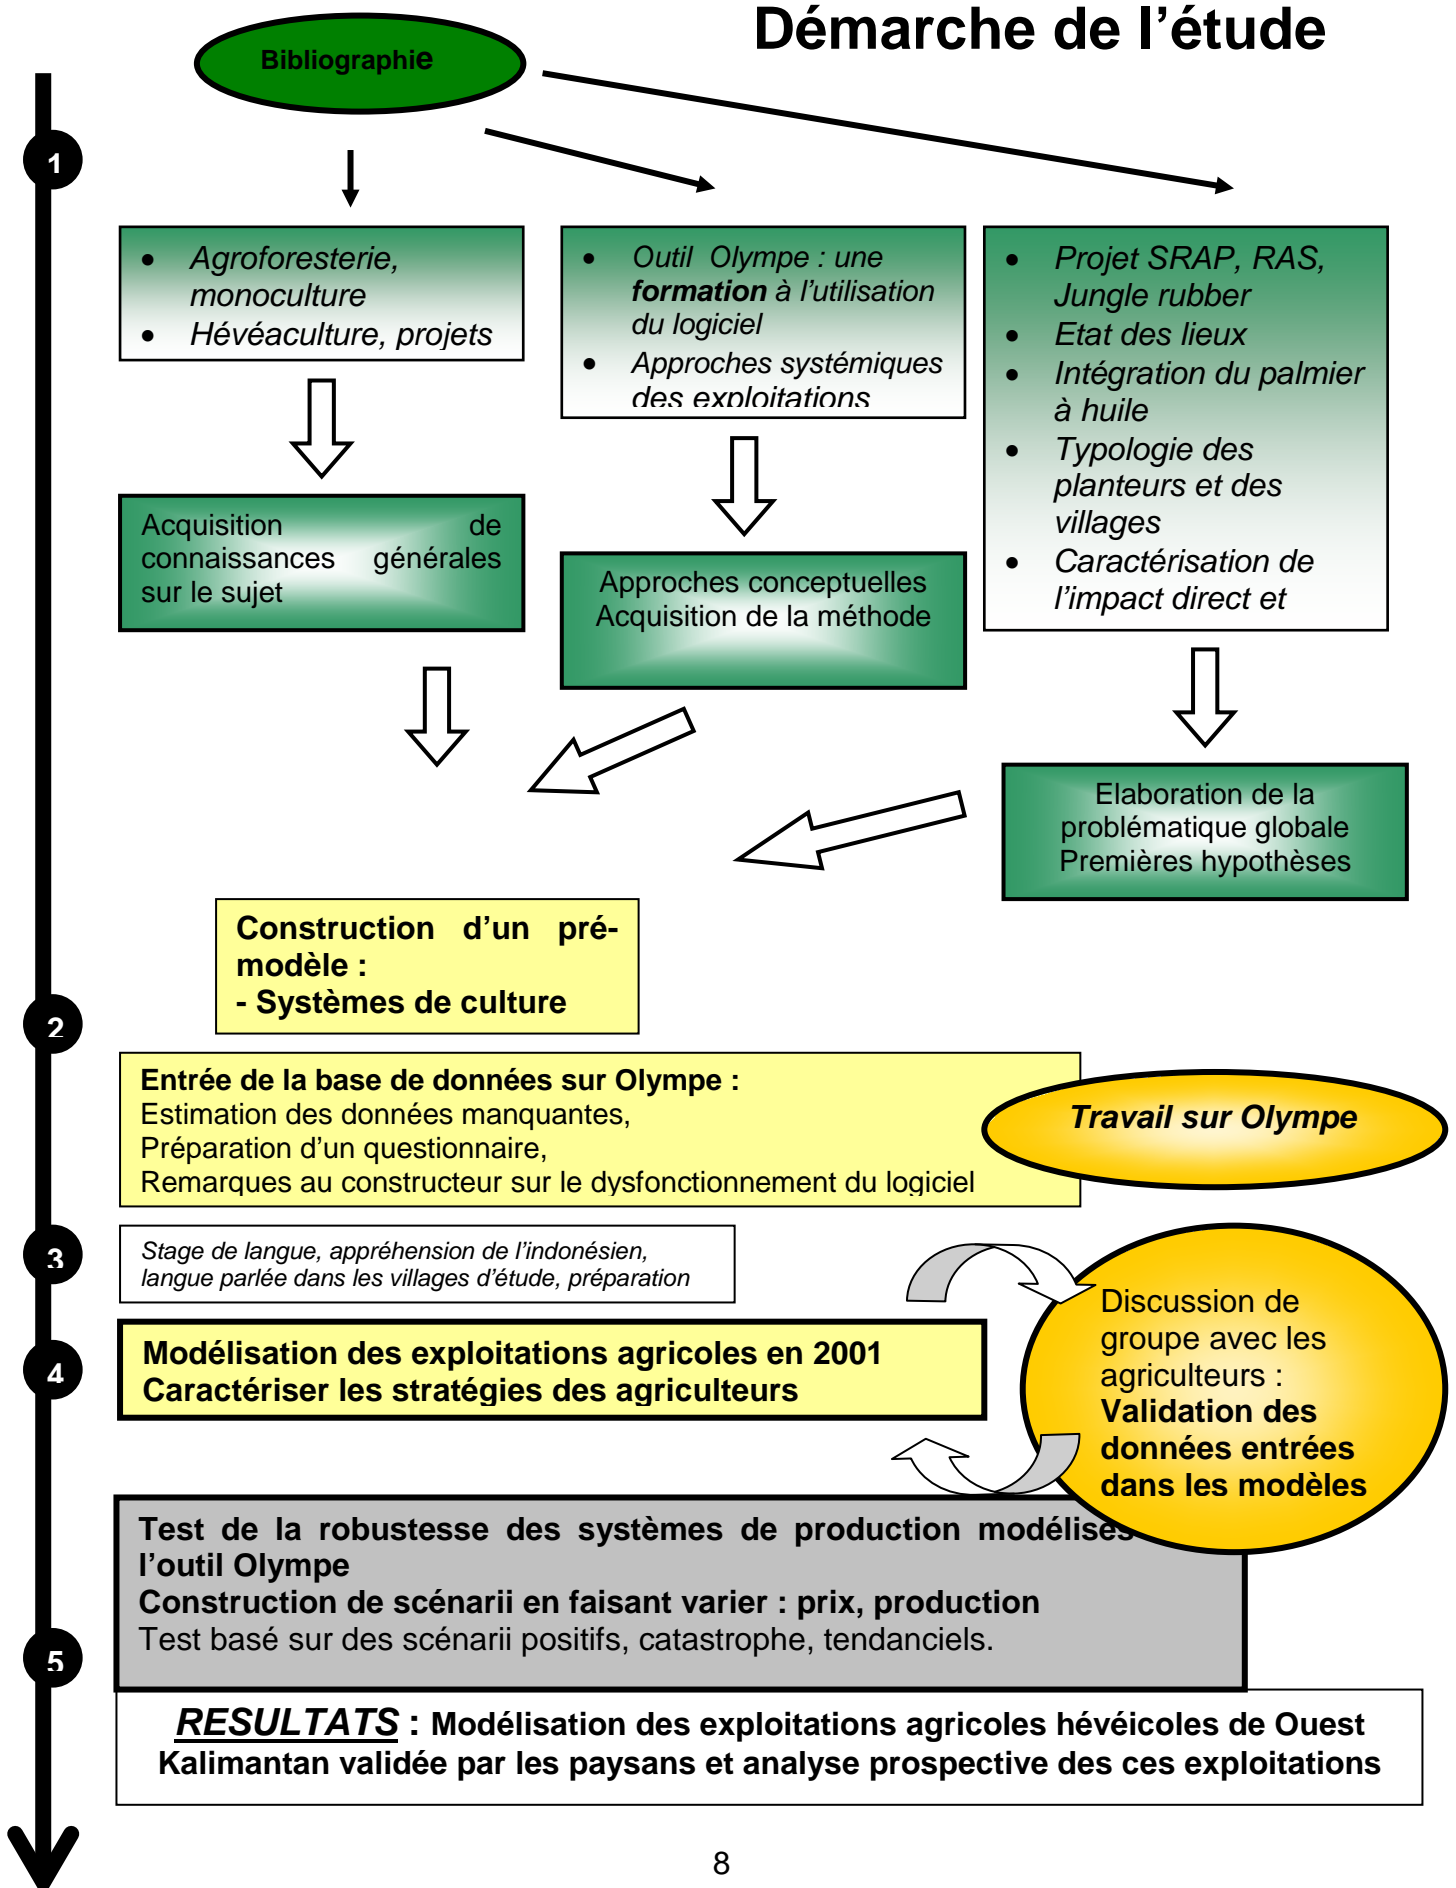 Démarche de l’étude
Bibliographie
1
• Agroforesterie,
monoculture
• Hévéaculture, projets
• Outil Olympe : une
formation à l’utilisation
du logiciel
• Approches systémiques
des exploitations
• Projet SRAP, RAS,
Jungle rubber
• Etat des lieux
• Intégration du palmier
à huile
• Typologie des
planteurs et des
villages
• Caractérisation de
l’impact direct et
Acquisition de
connaissances générales
sur le sujet
Approches conceptuelles
Acquisition de la méthode
Elaboration de la
problématique globale
Premières hypothèses
Construction d’un pré-
modèle :
- Systèmes de culture
2
Entrée de la base de données sur Olympe :
Estimation des données manquantes,
Préparation d’un questionnaire,
Remarques au constructeur sur le dysfonctionnement du logiciel
Travail sur Olympe
3
Stage de langue, appréhension de l’indonésien,
langue parlée dans les villages d’étude, préparation
4
Modélisation des exploitations agricoles en 2001
Caractériser les stratégies des agriculteurs
Discussion de
groupe avec les
agriculteurs :
Validation des
données entrées
dans les modèles
Test de la robustesse des systèmes de production modélisés
l’outil Olympe
Construction de scénarii en faisant varier : prix, production
Test basé sur des scénarii positifs, catastrophe, tendanciels.
5
RESULTATS : Modélisation des exploitations agricoles hévéicoles de Ouest
Kalimantan validée par les paysans et analyse prospective des ces exploitations
8